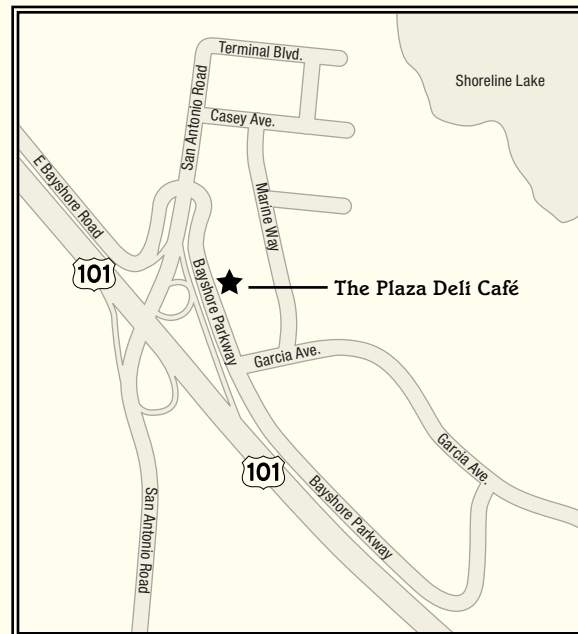 Terminal Blvd.
Shoreline Lake
San Antonio Road
Casey Ave.
E Bayshore Road
Marine Way
101
Bayshore Parkway
The Plaza Deli Café
Garcia Ave.
Garcia Ave.
101
Bayshore Parkway
San Antonio Road